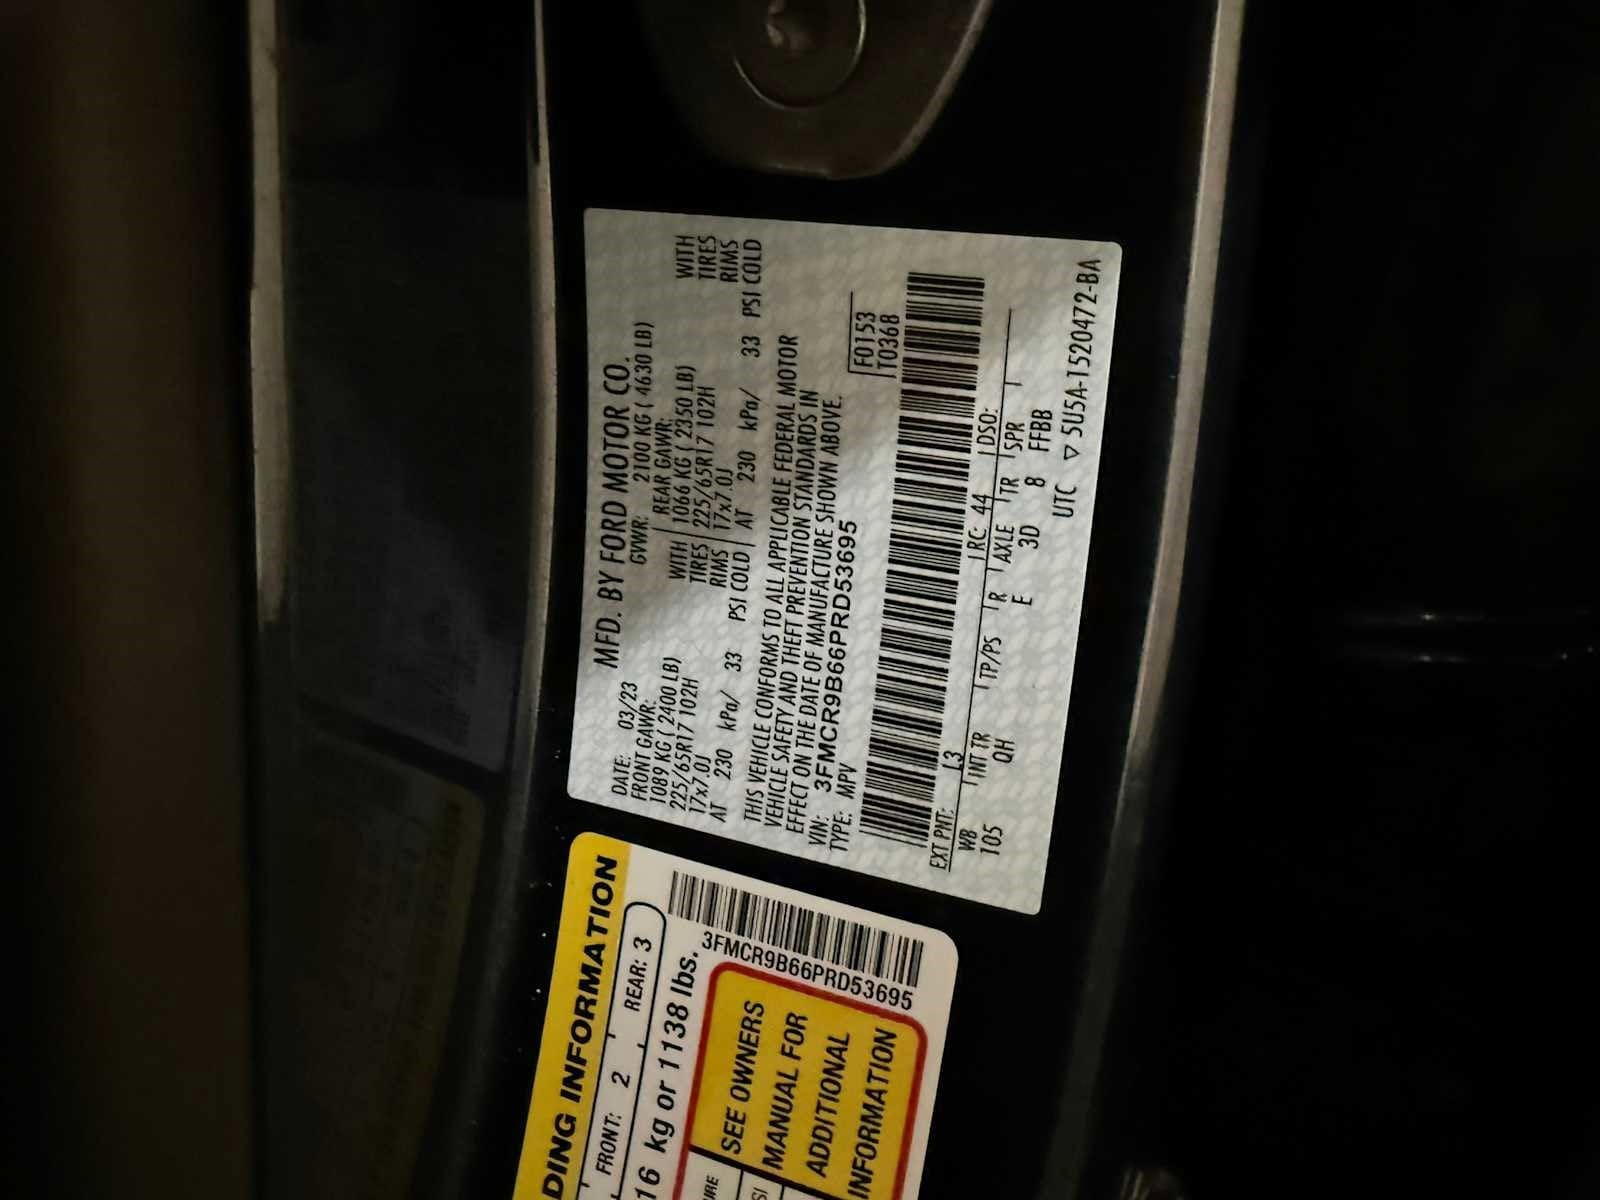 MFD. BY FORD MOTOR CO.
DATE: 03/23 GVWR: 2100 KG ( 4630 LB)
FRONT GAWR: REAR GAWR:
1089 KG ( 2400 LB) WITH 1066 KG ( 2350 LB) WITH
225/65R17 102H TIRES 225/65R17 102H TIRES
17x7.0J RIMS 17x7.0J RIMS
AT 230 kPa/ 33 PSI COLD AT 230 kPa/ 33 PSI COLD
THIS VEHICLE CONFORMS TO ALL APPLICABLE FEDERAL MOTOR
VEHICLE SAFETY AND THEFT PREVENTION STANDARDS IN
EFFECT ON THE DATE OF MANUFACTURE SHOWN ABOVE.
VIN: 3FMCR9B66PRD53695 F0153
TYPE: MPV T0368
EXT PNT: J3 RC: 44 DSO:
WB INT TR TP/PS R AXLE TR SPR
105 QH E 3D 8 FFBB
UTC ▽ 5U5A-1520472-BA
DING INFORMATION
FRONT: 2 REAR: 3
16 kg or 1138 lbs.
3FMCR9B66PRD53695
SEE OWNERS
MANUAL FOR
ADDITIONAL
INFORMATION